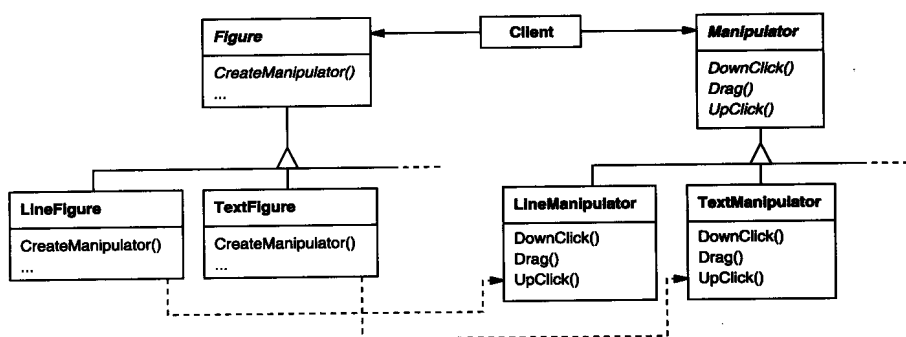 Figure
CreateManipulator()
...
Client
Manipulator
DownClick()
Drag()
UpClick()
LineFigure
CreateManipulator()
...
TextFigure
CreateManipulator()
...
LineManipulator
DownClick()
Drag()
UpClick()
TextManipulator
DownClick()
Drag()
UpClick()